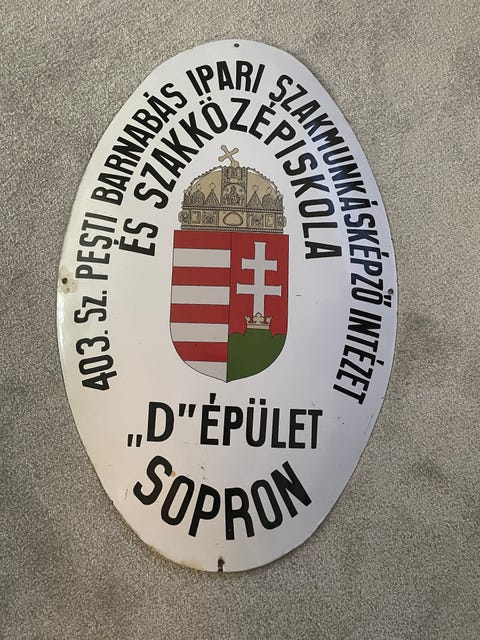 403. Sz. PESTI BARNABÁS IPARI SZAKMUNKÁSKÉPZŐ INTÉZET
ÉS SZAKKÖZÉPISKOLA
„D” ÉPÜLET
SOPRON